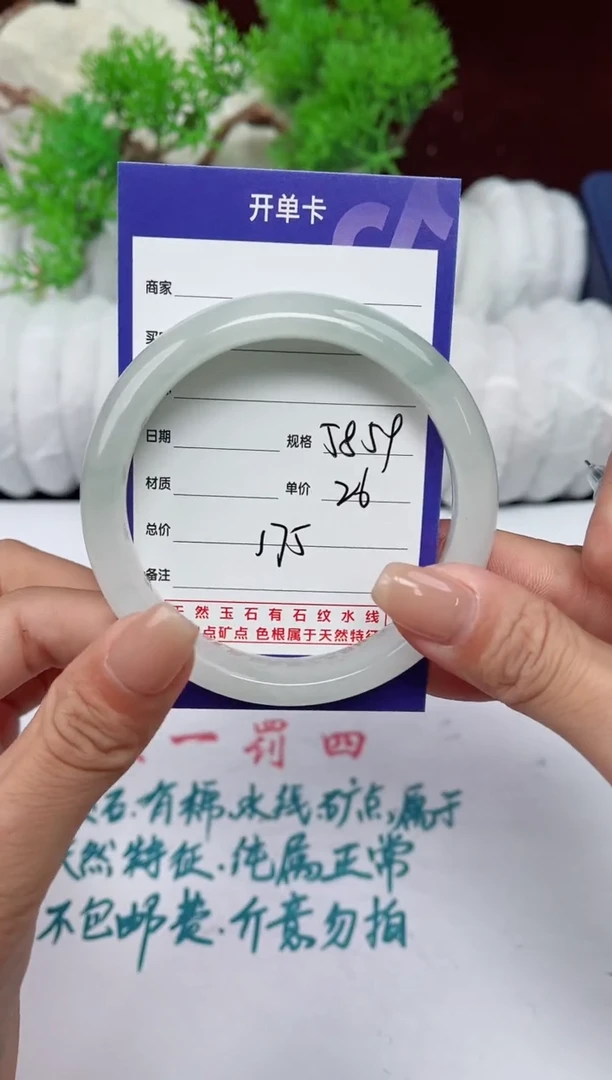 开单卡
商家
日期 规格 5859
材质 单价 26
总价 175
备注
天然玉石有石纹水线
点矿点 色根属于天然特征
一罚四
石.有棉.水线.矿点,属于
天然特征.纯属正常
不包邮费.介意勿拍